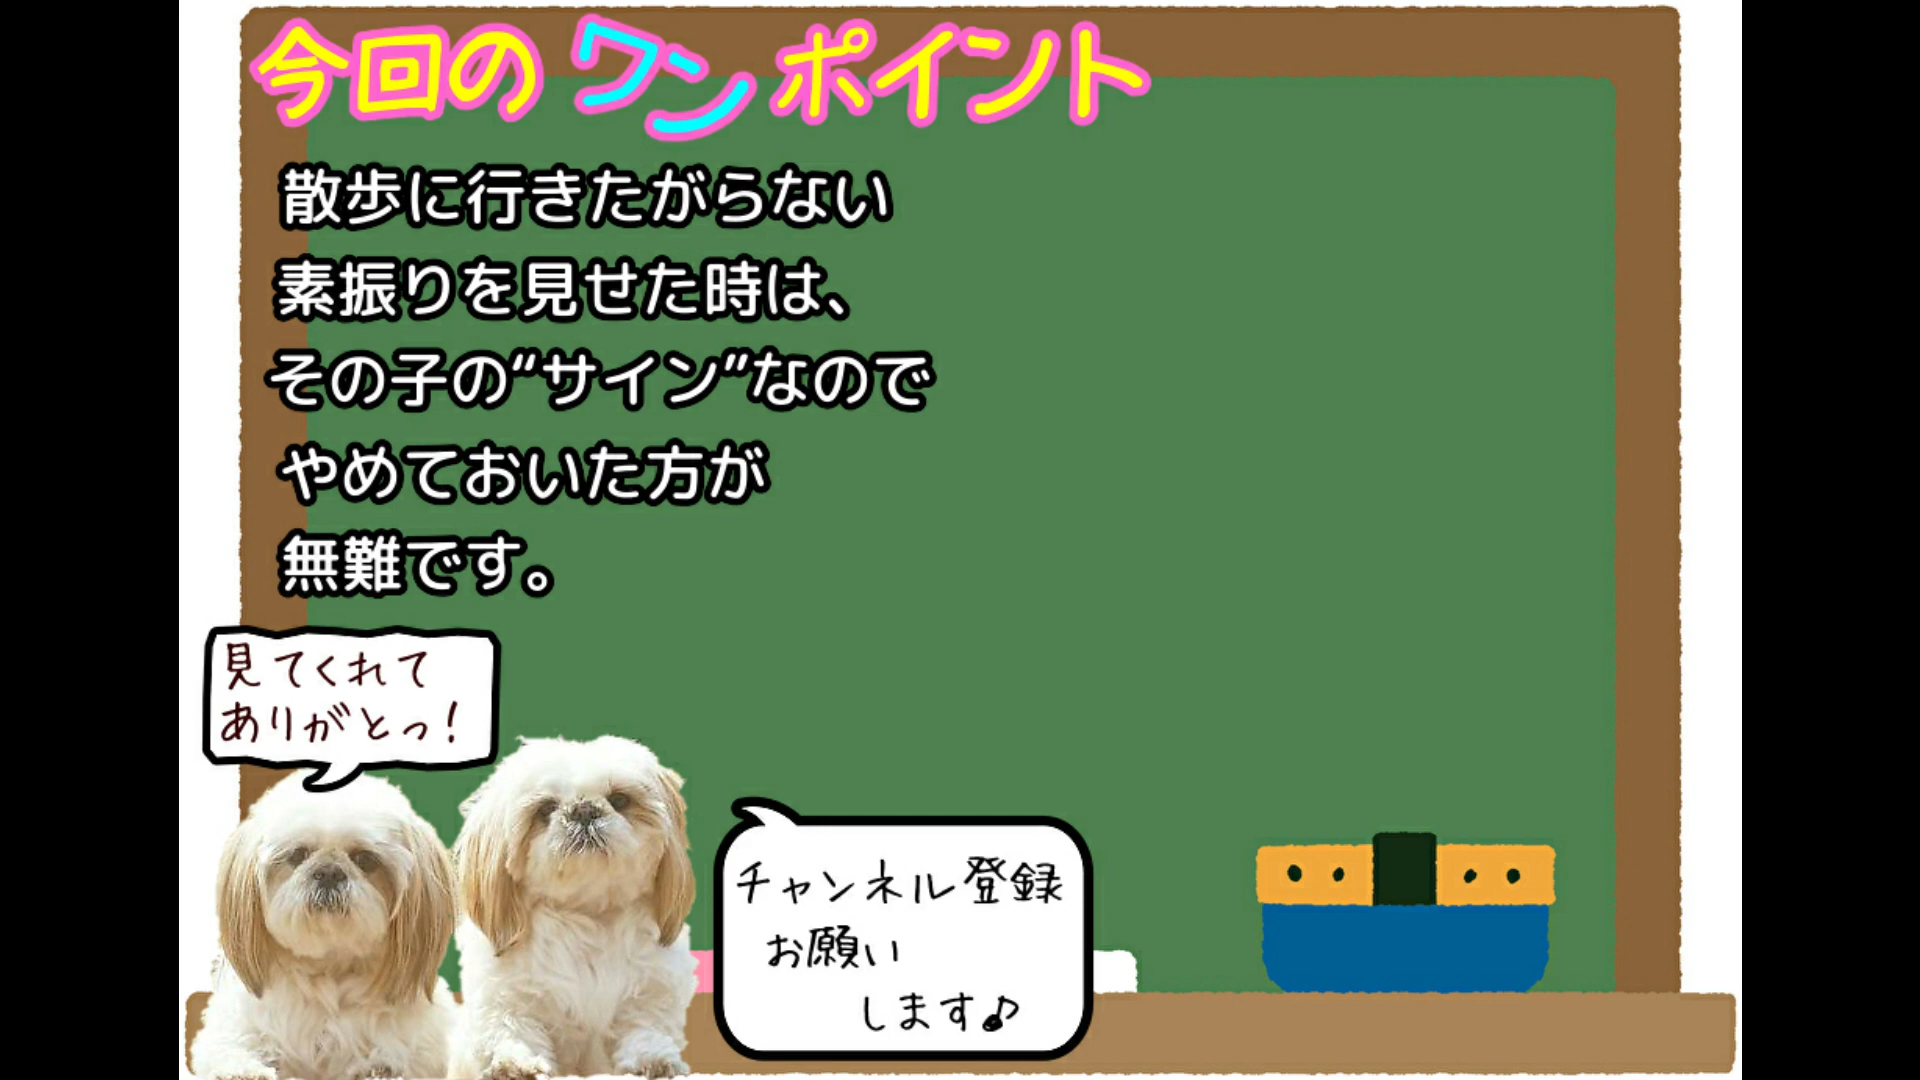 今回のワンポイント
散歩に行きたがらない
素振りを見せた時は、
その子の“サイン”なので
やめておいた方が
無難です。
見てくれて
ありがとっ!
チャンネル登録
お願い
します♪